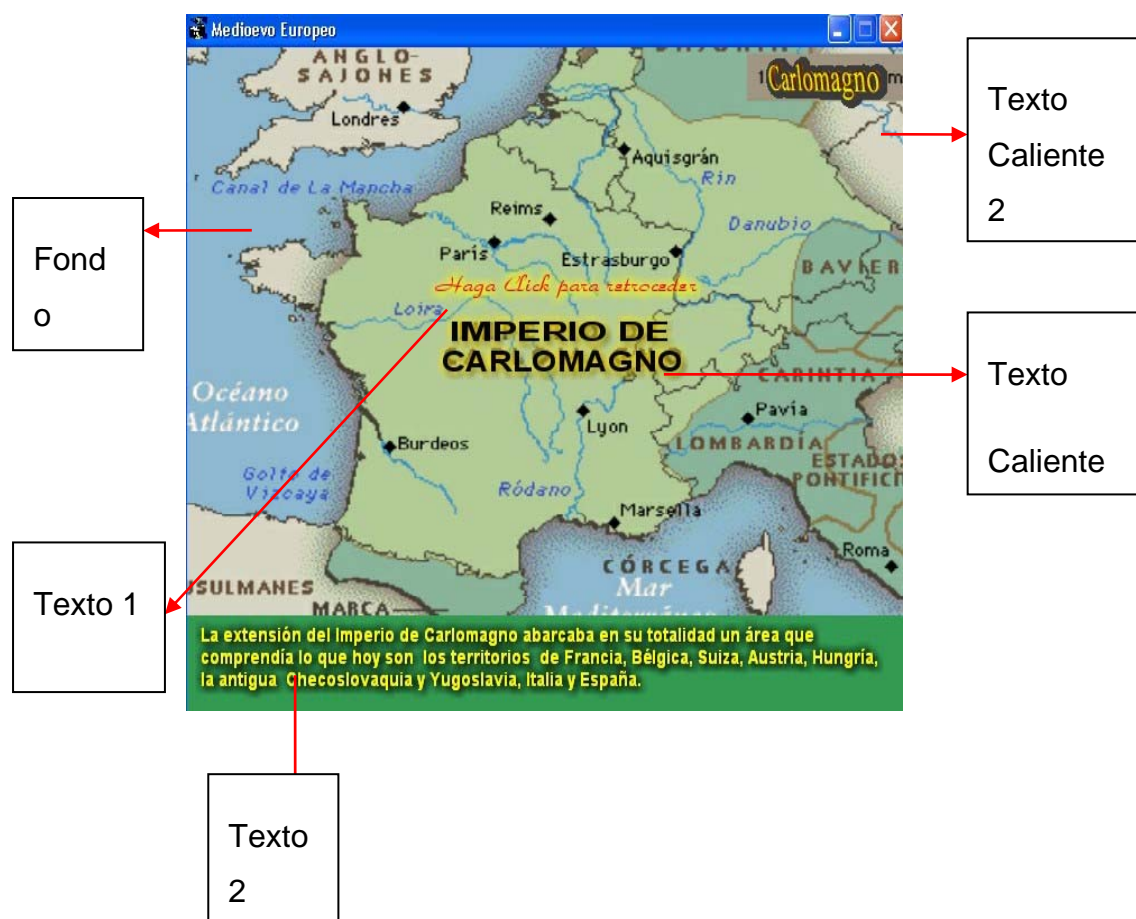 Medioevo Europeo
ANGLO-
SAJONES
Carlomagno
Londres
Aquisgrán
Rin
Canal de La Mancha
Reims
Danubio
París
Estrasburgo
Haga Click para retroceder
Loira
IMPERIO DE
CARLOMAGNO
CARINTIA
Océano
Atlántico
Pavía
Lyon
Burdeos
LOMBARDÍA
Golfo de
Vizcaya
Ródano
Marsella
Roma
CÓRCEGA
Mar
MARCA
La extensión del Imperio de Carlomagno abarcaba en su totalidad un área que
comprendía lo que hoy son los territorios de Francia, Bélgica, Suiza, Austria, Hungría,
la antigua Checoslovaquia y Yugoslavia, Italia y España.
Texto
Caliente
2
Fond
o
Texto
Caliente
Texto 1
Texto
2